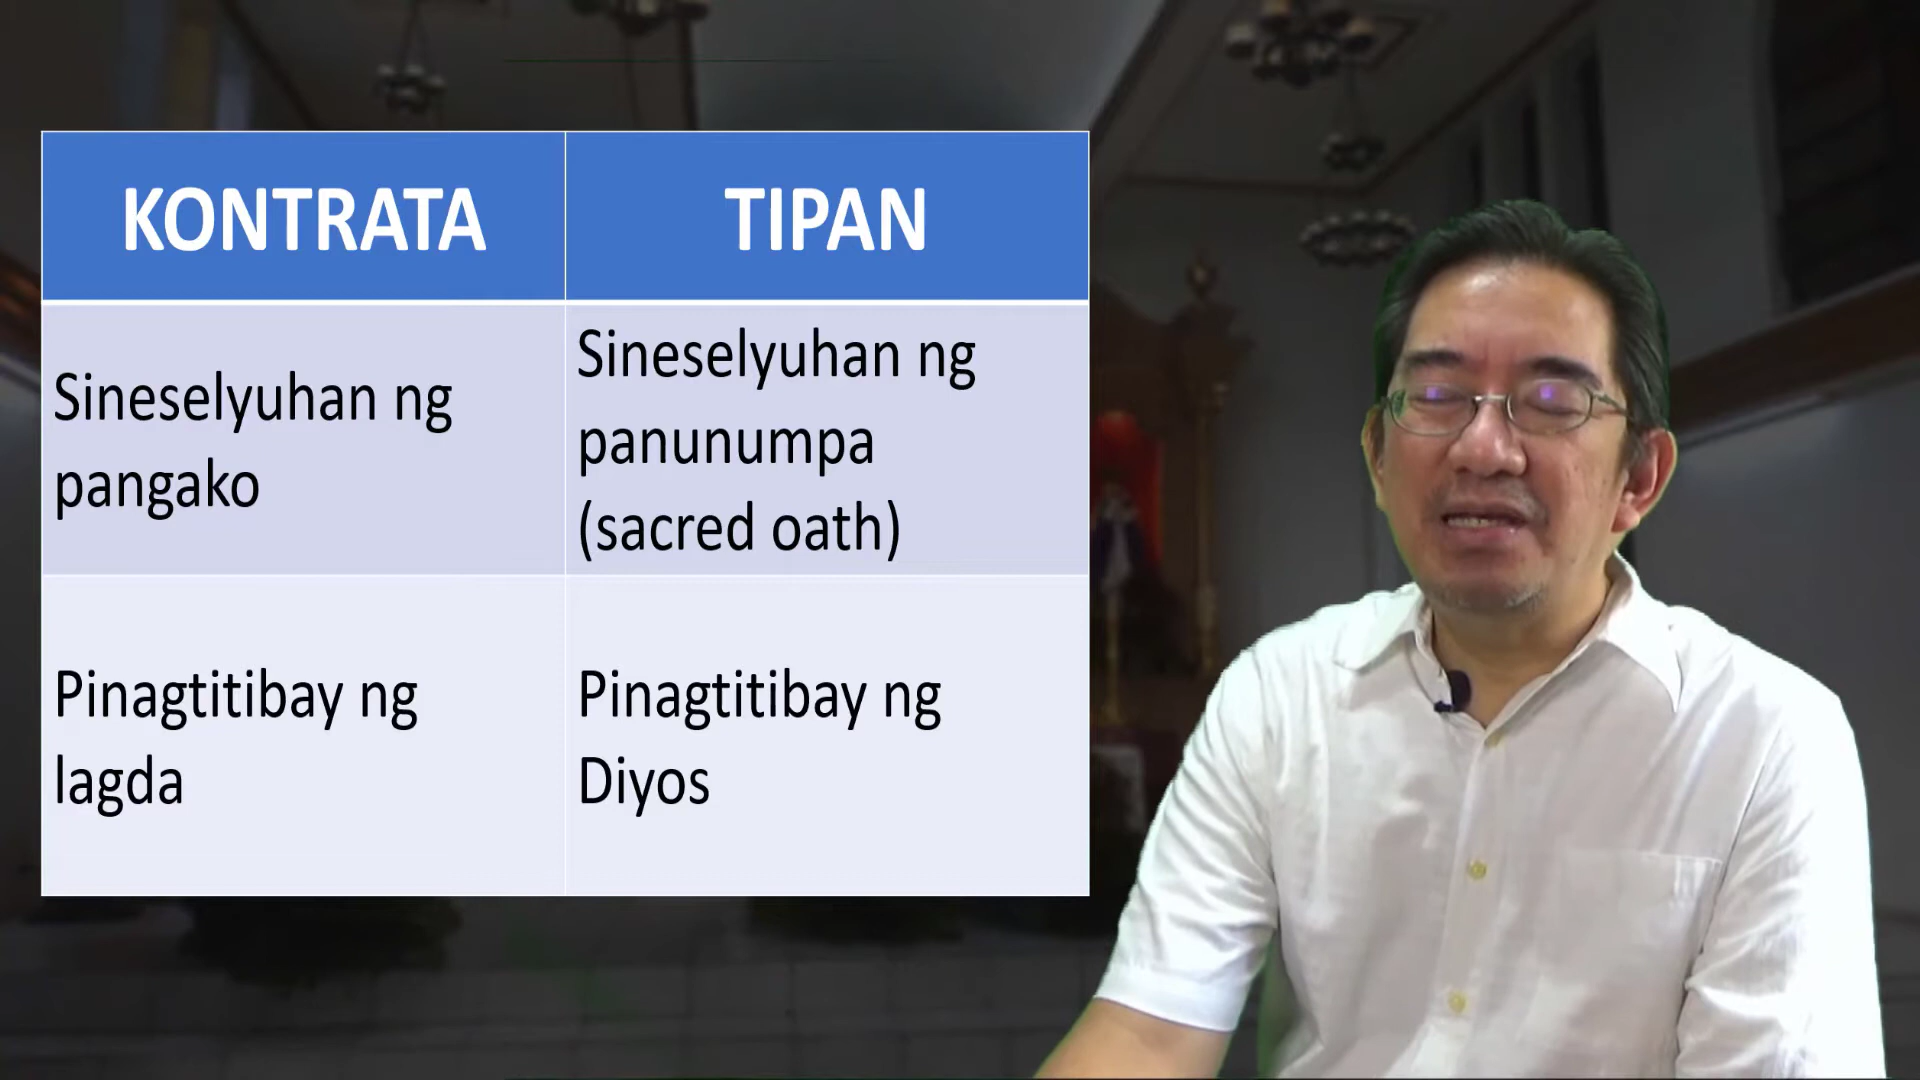 KONTRATA
TIPAN
Sineselyuhan ng
pangako
Sineselyuhan ng
panunumpa
(sacred oath)
Pinagtitibay ng
lagda
Pinagtitibay ng
Diyos